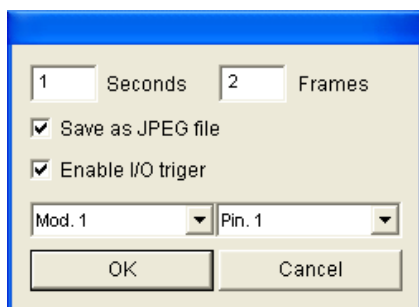 1 Seconds 2 Frames
Save as JPEG file
Enable I/O triger
Mod. 1 Pin. 1
OK Cancel